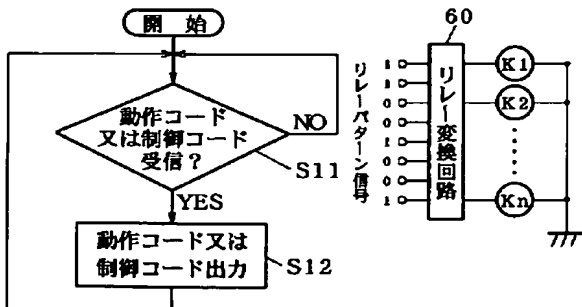 開始
動作コード
又は制御コード
受信?
NO
S11
YES
動作コード又は
制御コード出力
S12
60
リレーパターン信号
1
1
0
0
1
0
0
1
リレー変換回路
K1
K2
Kn